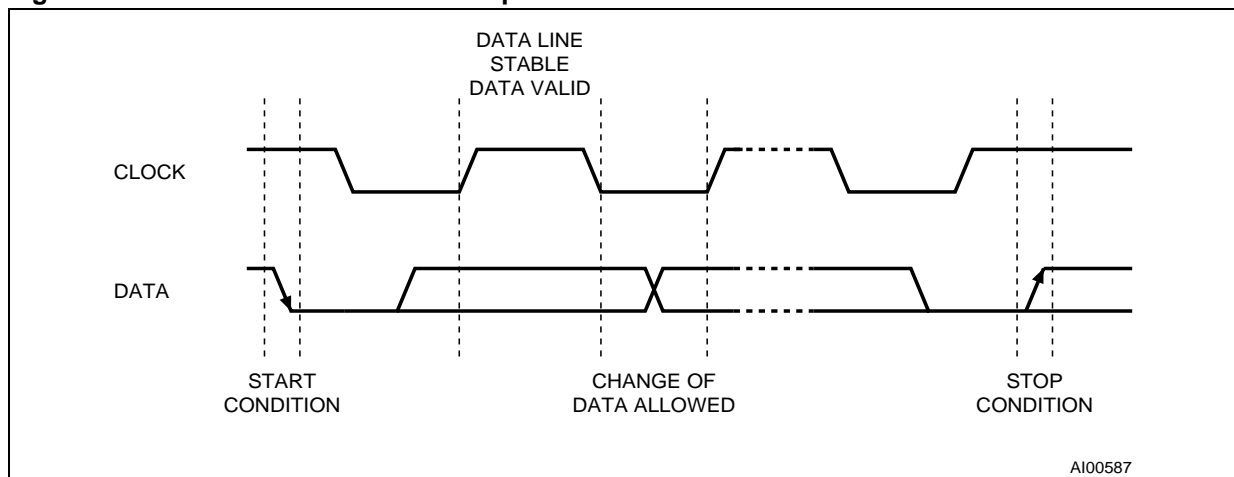 DATA LINE
STABLE
DATA VALID
CLOCK
DATA
START
CONDITION
CHANGE OF
DATA ALLOWED
STOP
CONDITION
AI00587